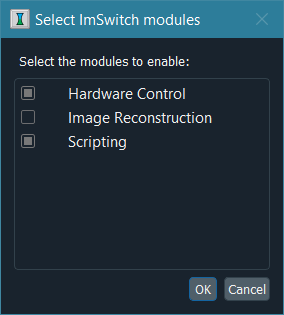 Select ImSwitch modules
Select the modules to enable:
Hardware Control
Image Reconstruction
Scripting
OK Cancel